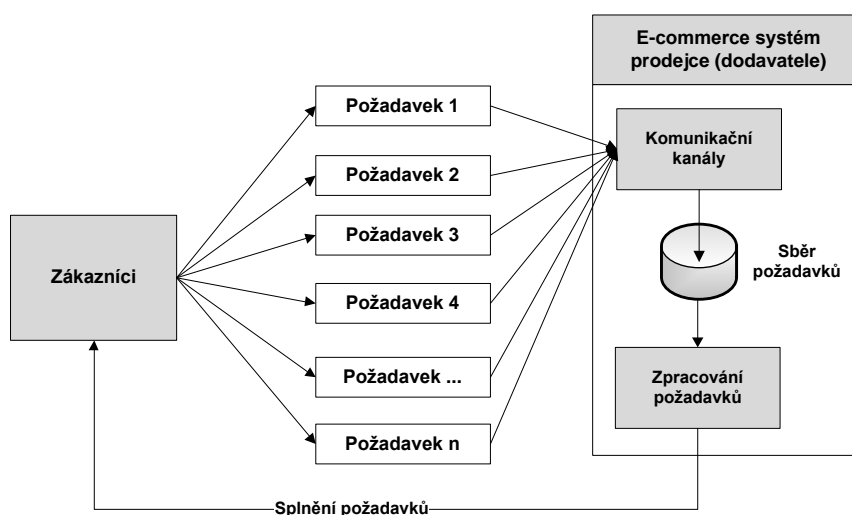 E-commerce systém
prodejce (dodavatele)
Požadavek 1
Komunikační
kanály
Požadavek 2
Požadavek 3
Zákazníci
Sběr
požadavků
Požadavek 4
Požadavek ...
Zpracování
požadavků
Požadavek n
Splnění požadavků